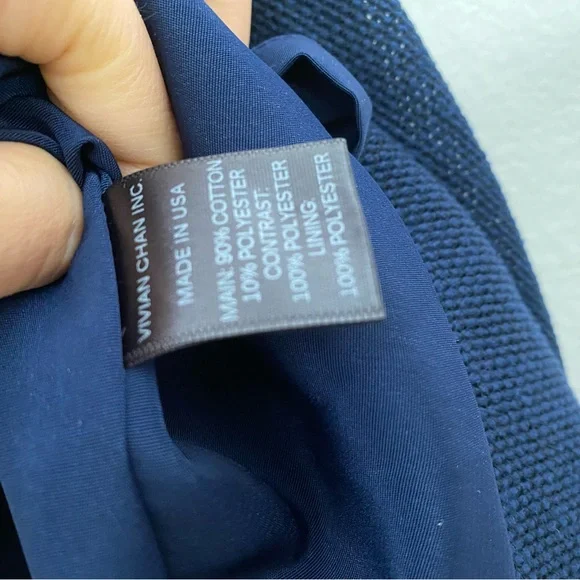 VIVIAN CHAN INC.
MADE IN USA
MAIN: 90% COTTON
10% POLYESTER
CONTRAST:
100% POLYESTER
LINING:
100% POLYESTER